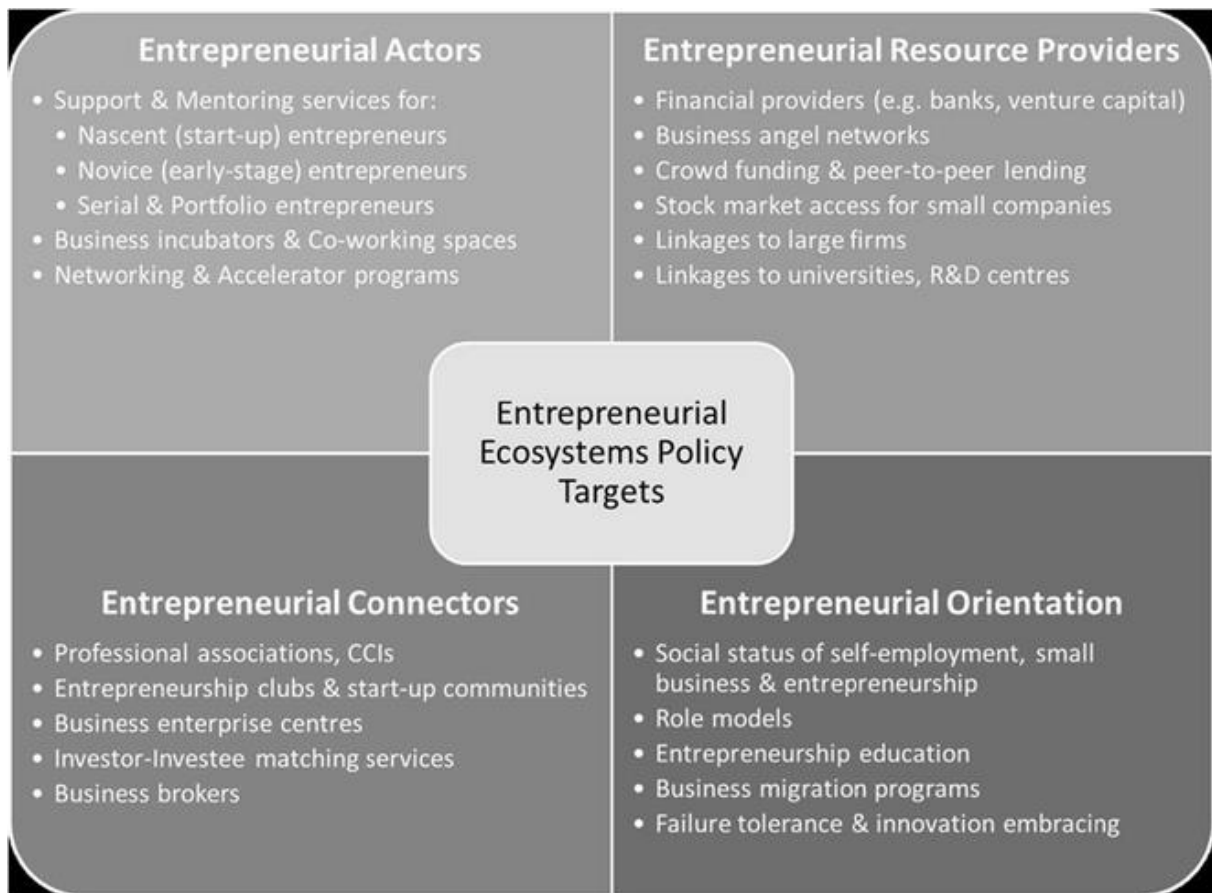 Entrepreneurial Actors
• Support & Mentoring services for:
• Nascent (start-up) entrepreneurs
• Novice (early-stage) entrepreneurs
• Serial & Portfolio entrepreneurs
• Business incubators & Co-working spaces
• Networking & Accelerator programs
Entrepreneurial Resource Providers
• Financial providers (e.g. banks, venture capital)
• Business angel networks
• Crowd funding & peer-to-peer lending
• Stock market access for small companies
• Linkages to large firms
• Linkages to universities, R&D centres
Entrepreneurial
Ecosystems Policy
Targets
Entrepreneurial Connectors
• Professional associations, CCIs
• Entrepreneurship clubs & start-up communities
• Business enterprise centres
• Investor-Investee matching services
• Business brokers
Entrepreneurial Orientation
• Social status of self-employment, small
business & entrepreneurship
• Role models
• Entrepreneurship education
• Business migration programs
• Failure tolerance & innovation embracing